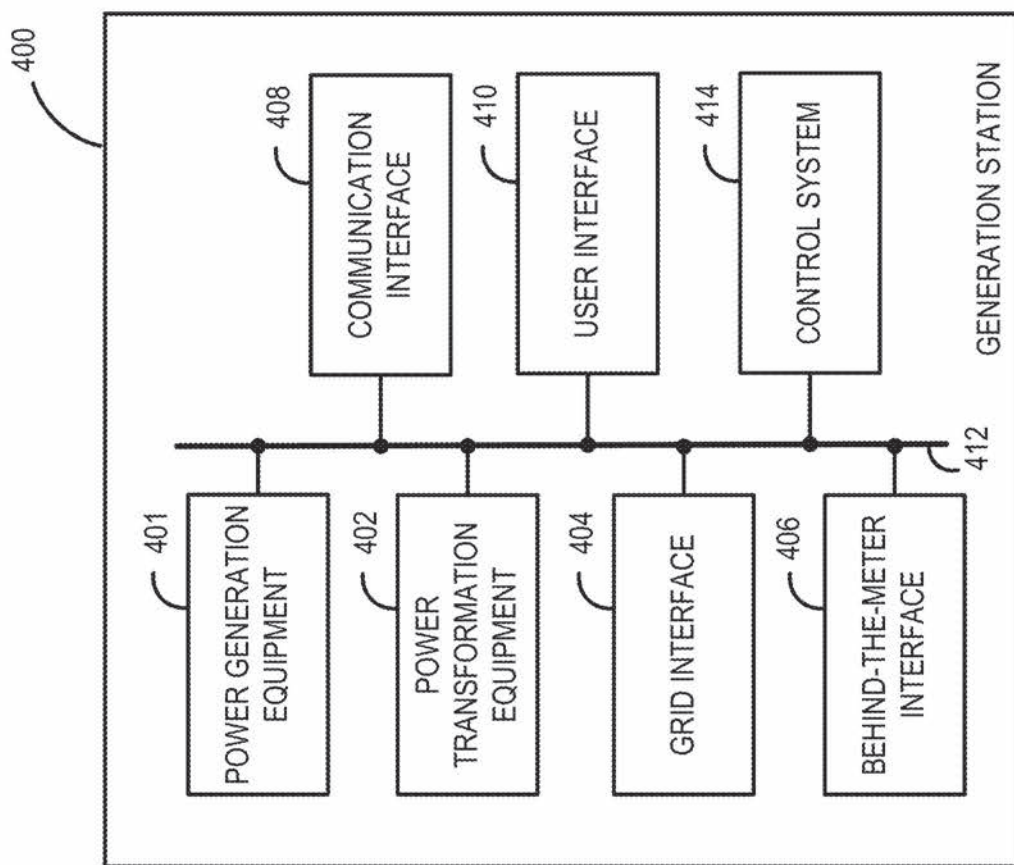 400
401
POWER GENERATION
EQUIPMENT
408
COMMUNICATION
INTERFACE
402
POWER
TRANSFORMATION
EQUIPMENT
410
USER INTERFACE
404
GRID INTERFACE
414
CONTROL SYSTEM
406
BEHIND-THE-METER
INTERFACE
412
GENERATION STATION